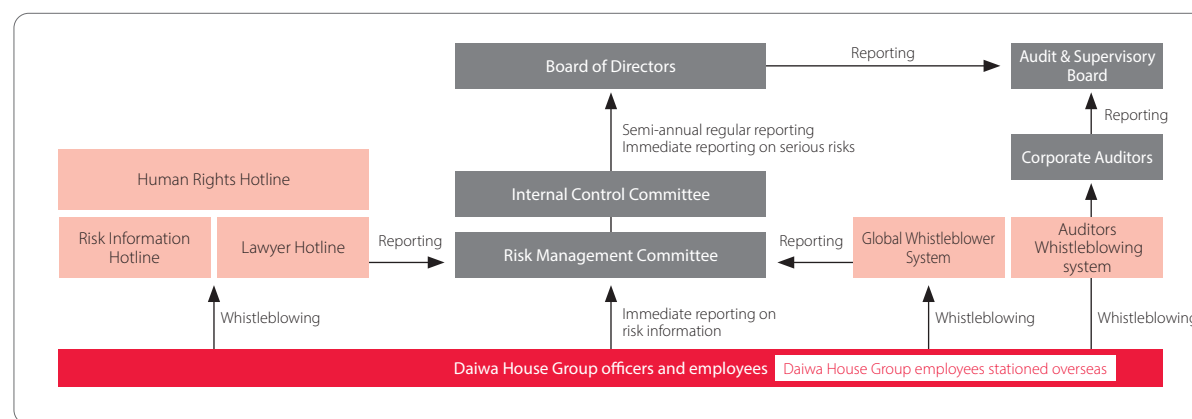 Board of Directors
Reporting
Audit & Supervisory
Board
Semi-annual regular reporting
Immediate reporting on serious risks
Reporting
Corporate Auditors
Human Rights Hotline
Internal Control Committee
Risk Information
Hotline
Lawyer Hotline
Reporting
Risk Management Committee
Reporting
Global Whistleblower
System
Auditors
Whistleblowing
system
Whistleblowing
Immediate reporting on
risk information
Whistleblowing
Whistleblowing
Daiwa House Group officers and employees
Daiwa House Group employees stationed overseas